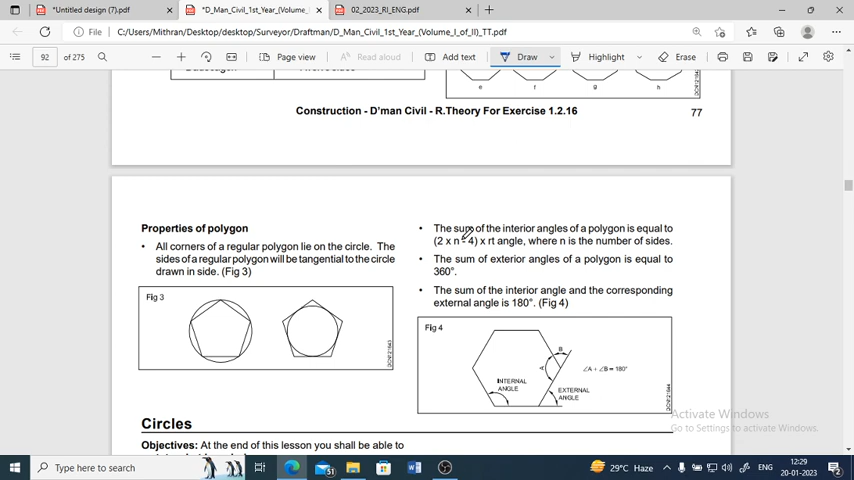 *Untitled design (7).pdf
*D_Man_Civil_1st_Year_(Volume_
02_2023_RI_ENG.pdf
File
C:/Users/Mithran/Desktop/desktop/Surveyor/Draftman/D_Man_Civil_1st_Year_(Volume_I_of_II)_TT.pdf
92 of 275
Page view
Read aloud
Add text
Draw
Highlight
Erase
e f g h
Construction - D'man Civil - R.Theory For Exercise 1.2.16
77
Properties of polygon
• All corners of a regular polygon lie on the circle. The
sides of a regular polygon will be tangential to the circle
drawn in side. (Fig 3)
Fig 3
• The sum of the interior angles of a polygon is equal to
(2 x n - 4) x rt angle, where n is the number of sides.
• The sum of exterior angles of a polygon is equal to
360°.
• The sum of the interior angle and the corresponding
external angle is 180°. (Fig 4)
Fig 4
B
A
∠A + ∠B = 180°
INTERNAL
ANGLE
EXTERNAL
ANGLE
Circles
Objectives: At the end of this lesson you shall be able to
Activate Windows
Go to Settings to activate Windows.
Type here to search
51
29°C Haze
ENG
12:29
20-01-2023
2